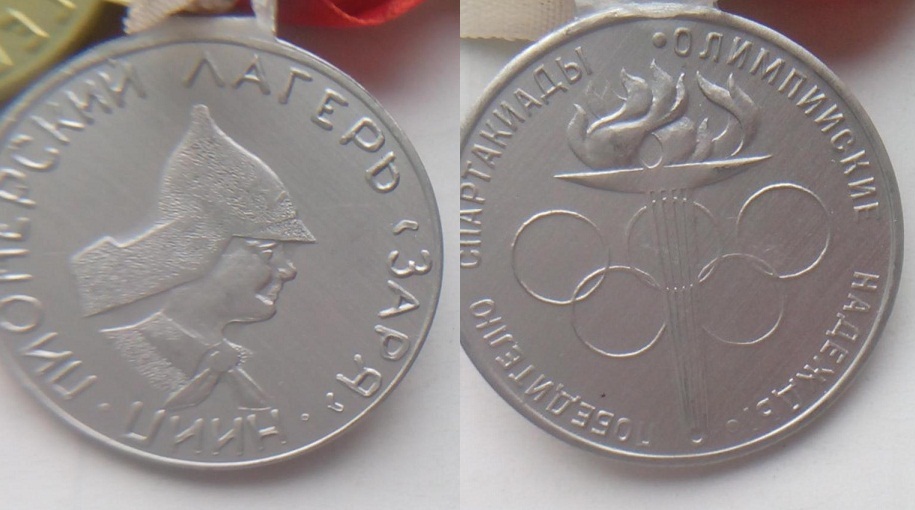 ПИОНЕРСКИЙ ЛАГЕРЬ "ЗАРЯ"
· ЦНИИ ·
ПОБЕДИТЕЛЮ СПАРТАКИАДЫ
•ОЛИМПИЙСКИЕ НАДЕЖДЫ•